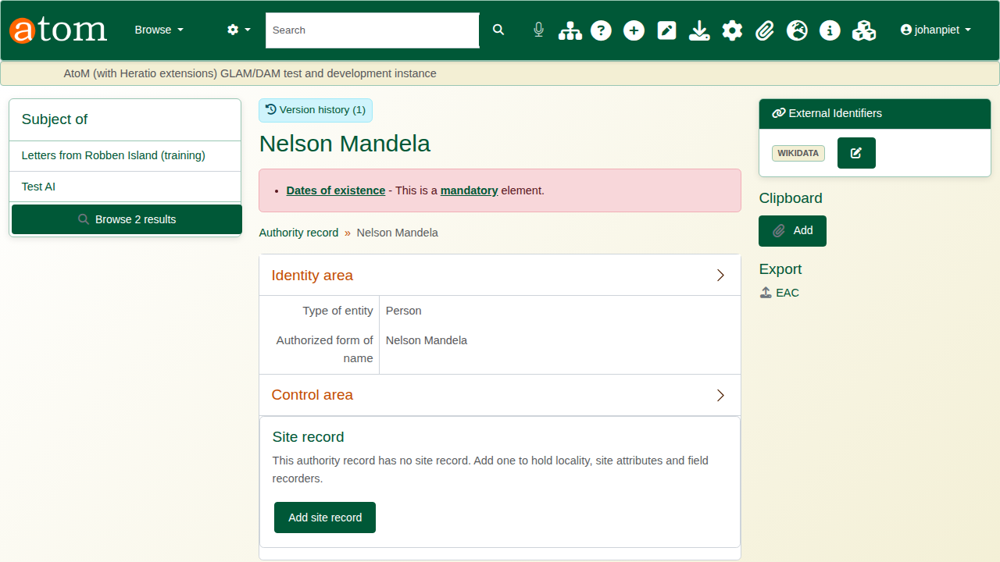 atom
Browse
Search
johanpiet
AtoM (with Heratio extensions) GLAM/DAM test and development instance
Subject of
Letters from Robben Island (training)
Test AI
Browse 2 results
Version history (1)
Nelson Mandela
Dates of existence - This is a mandatory element.
Authority record » Nelson Mandela
Identity area
Type of entity
Person
Authorized form of
name
Nelson Mandela
Control area
Site record
This authority record has no site record. Add one to hold locality, site attributes and field
recorders.
Add site record
External Identifiers
WIKIDATA
Clipboard
Add
Export
EAC